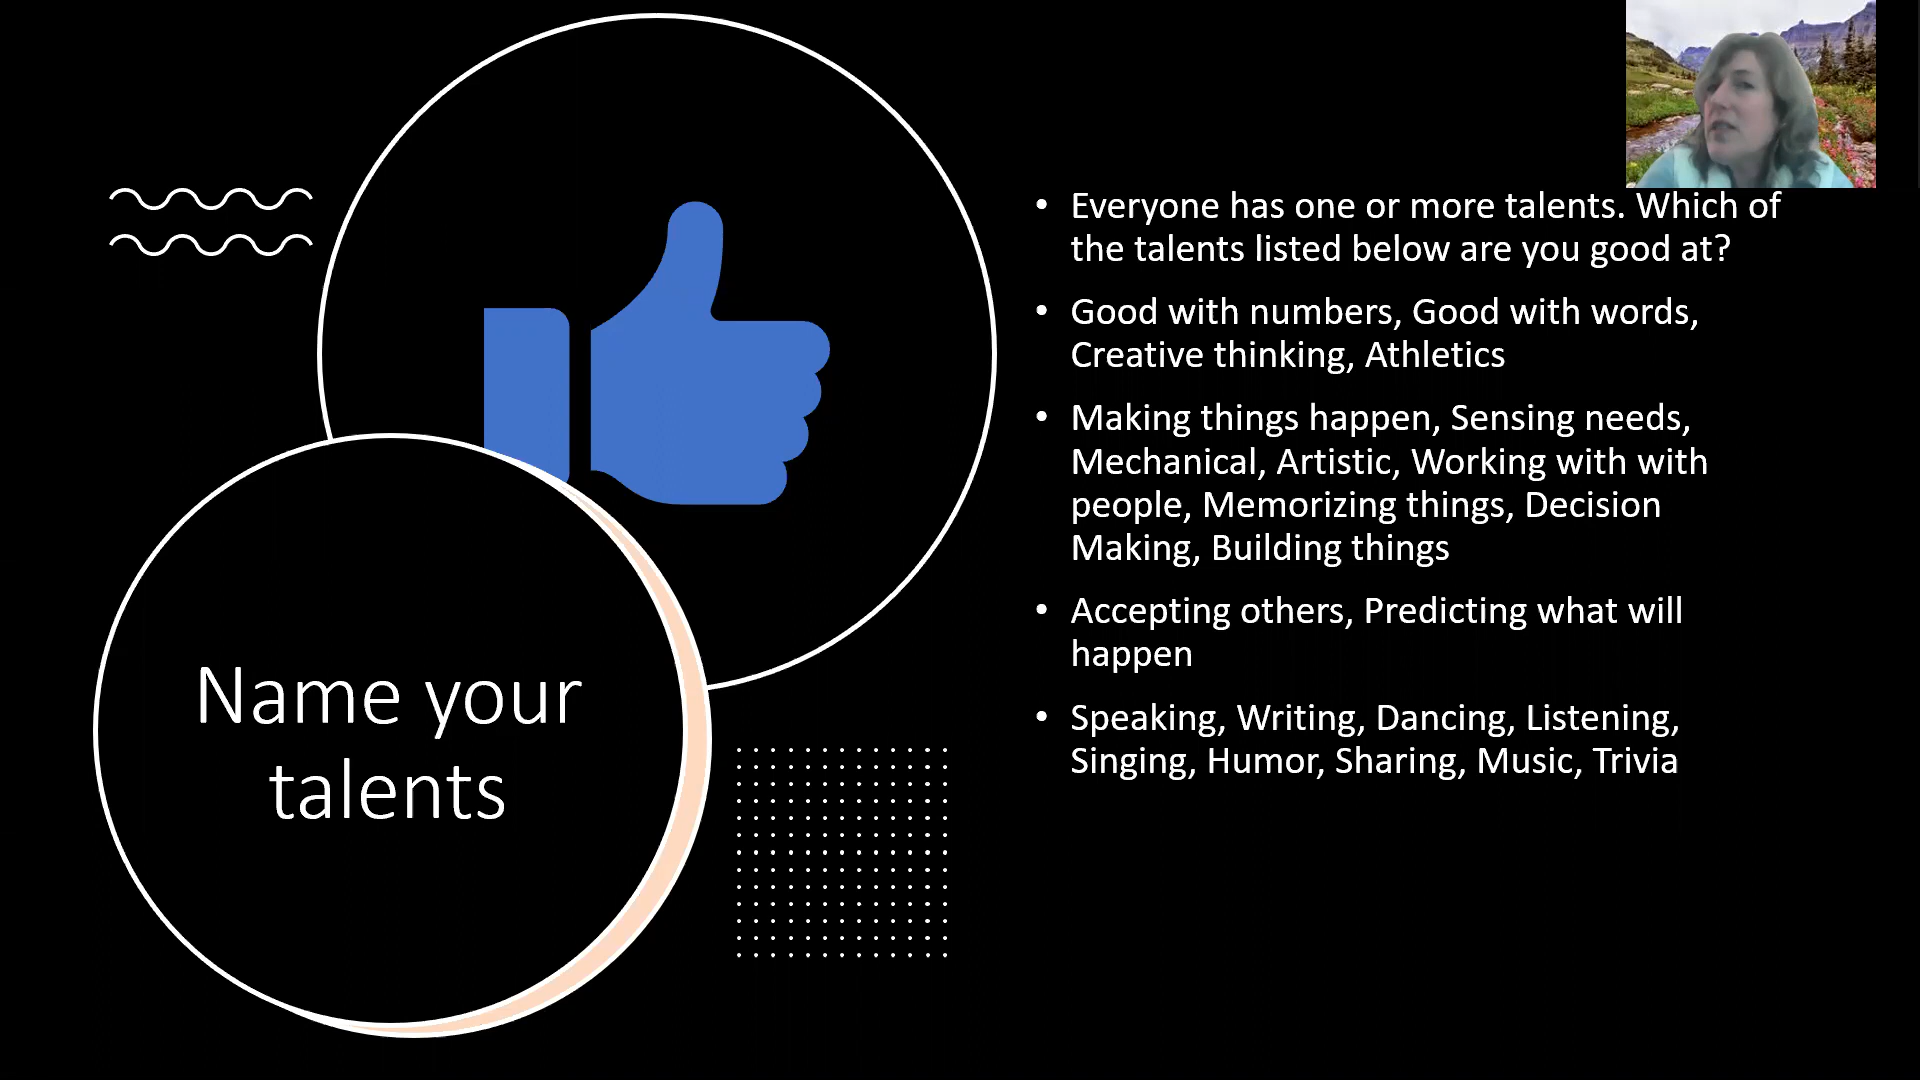 Name your
talents
• Everyone has one or more talents. Which of
the talents listed below are you good at?
• Good with numbers, Good with words,
Creative thinking, Athletics
• Making things happen, Sensing needs,
Mechanical, Artistic, Working with with
people, Memorizing things, Decision
Making, Building things
• Accepting others, Predicting what will
happen
• Speaking, Writing, Dancing, Listening,
Singing, Humor, Sharing, Music, Trivia